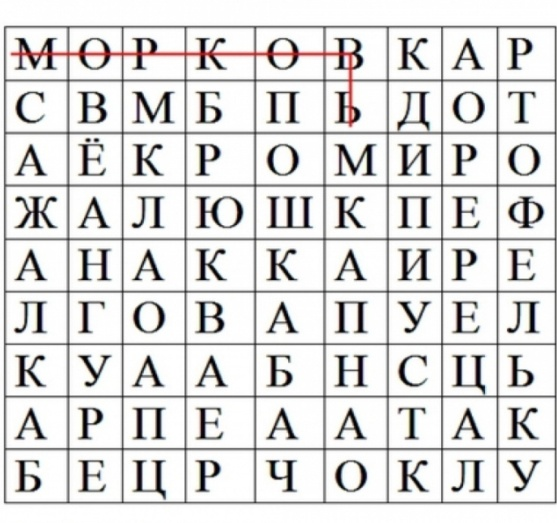 М О Р К О В К А Р
С В М Б П Ь Д О Т
А Ё К Р О М И Р О
Ж А Л Ю Ш К П Е Ф
А Н А К К А И Р Е
Л Г О В А П У Е Л
К У А А Б Н С Ц Ь
А Р П Е А А Т А К
Б Е Ц Р Ч О К Л У